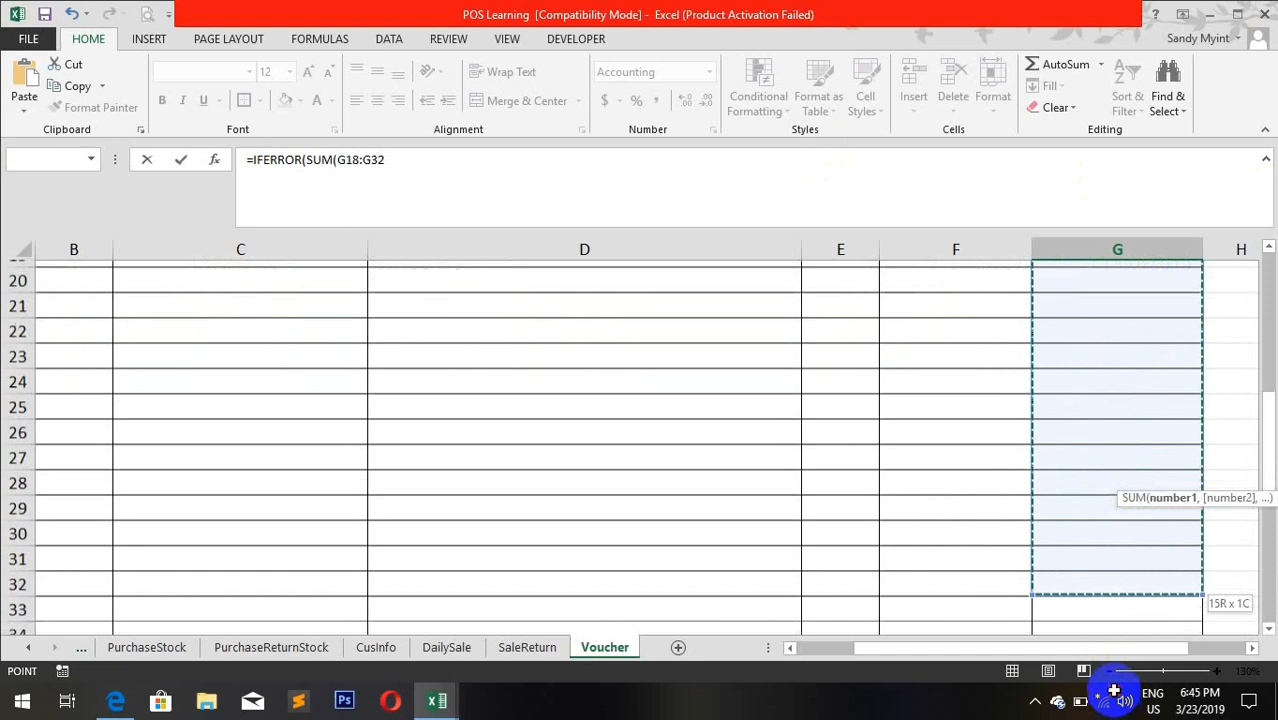 POS Learning [Compatibility Mode] - Excel (Product Activation Failed)
FILE HOME INSERT PAGE LAYOUT FORMULAS DATA REVIEW VIEW DEVELOPER Sandy Myint
Cut
Copy
Format Painter
Paste
Clipboard
12
Font
Wrap Text
Merge & Center
Alignment
Accounting
$ % ,
Number
Conditional Formatting
Format as Table
Cell Styles
Styles
Insert Delete Format
Cells
AutoSum
Fill
Clear
Sort & Filter
Find & Select
Editing
=IFERROR(SUM(G18:G32
B C D E F G H
20
21
22
23
24
25
26
27
28
SUM(number1, [number2], ...)
29
30
31
32
15R x 1C
33
34
... PurchaseStock PurchaseReturnStock CusInfo DailySale SaleReturn Voucher
POINT 130%
ENG 6:45 PM
US 3/23/2019